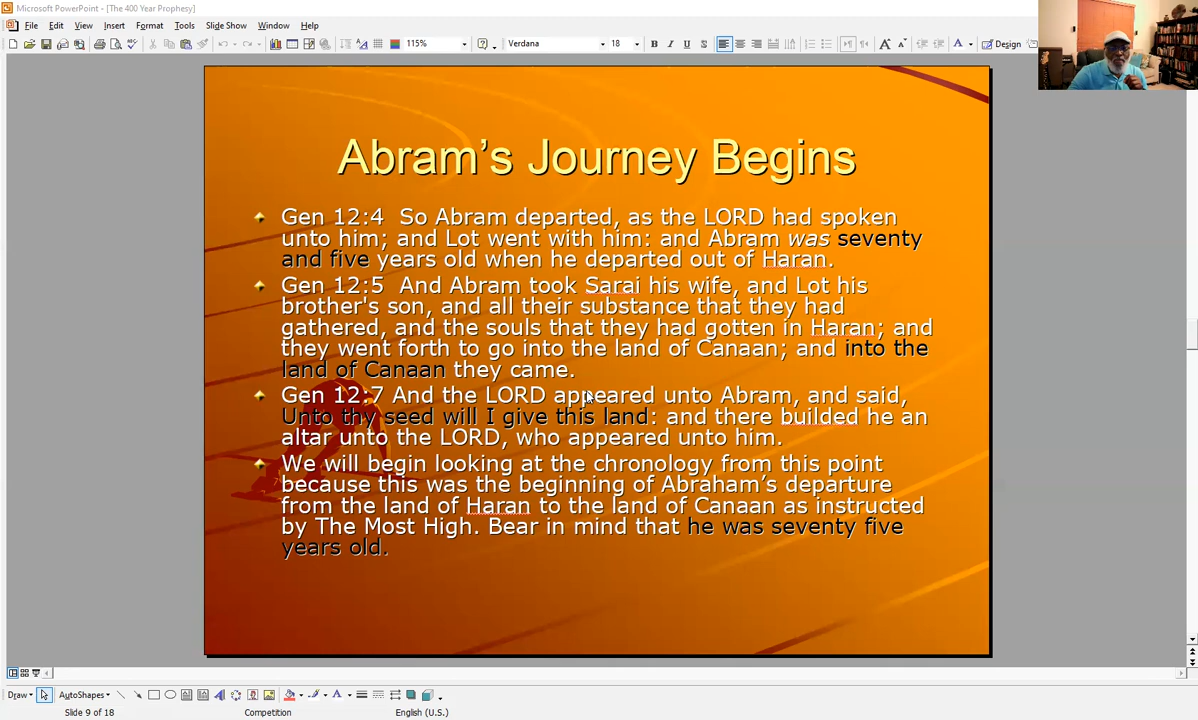 Microsoft PowerPoint - [The 400 Year Prophesy]
File Edit View Insert Format Tools Slide Show Window Help
115% Verdana 18 B I U S A A A Design
Abram's Journey Begins
Gen 12:4 So Abram departed, as the LORD had spoken
unto him; and Lot went with him: and Abram was seventy
and five years old when he departed out of Haran.
Gen 12:5 And Abram took Sarai his wife, and Lot his
brother's son, and all their substance that they had
gathered, and the souls that they had gotten in Haran; and
they went forth to go into the land of Canaan; and into the
land of Canaan they came.
Gen 12:7 And the LORD appeared unto Abram, and said,
Unto thy seed will I give this land: and there builded he an
altar unto the LORD, who appeared unto him.
We will begin looking at the chronology from this point
because this was the beginning of Abraham's departure
from the land of Haran to the land of Canaan as instructed
by The Most High. Bear in mind that he was seventy five
years old.
Draw AutoShapes
Slide 9 of 18 Competition English (U.S.)